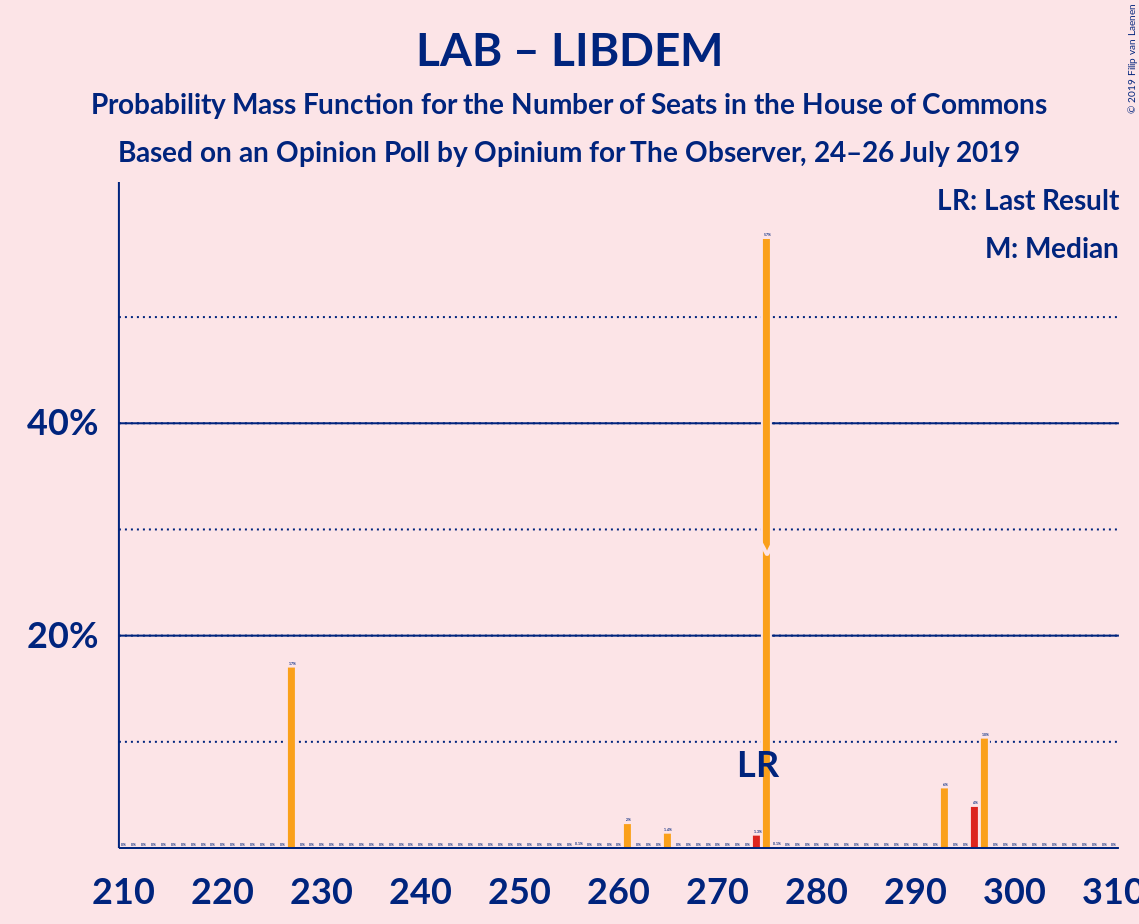 LAB – LIBDEM
Probability Mass Function for the Number of Seats in the House of Commons
Based on an Opinion Poll by Opinium for The Observer, 24–26 July 2019
© 2019 Filip van Laenen
LR: Last Result
M: Median
40%
20%
LR
210 220 230 240 250 260 270 280 290 300 310